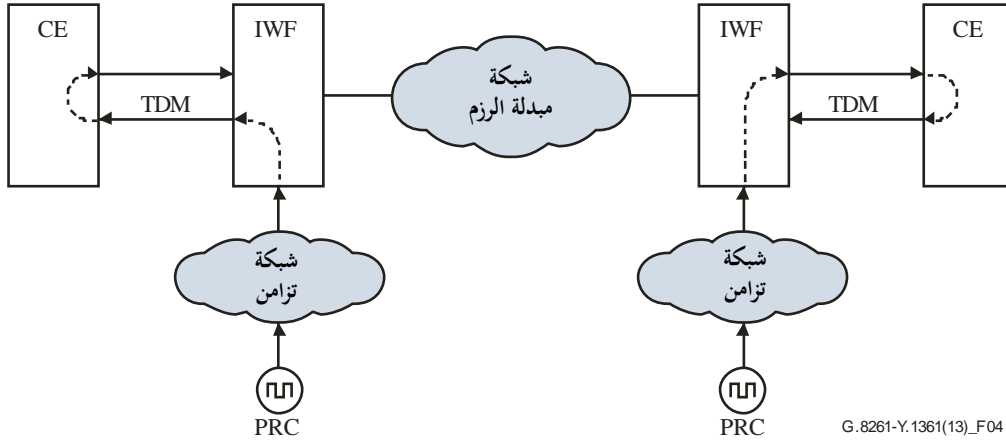 CE
IWF
IWF
CE
شبكة
مبدلة الرزم
TDM
TDM
شبكة
تزامن
شبكة
تزامن
PRC
PRC
G.8261-Y.1361(13)_F04